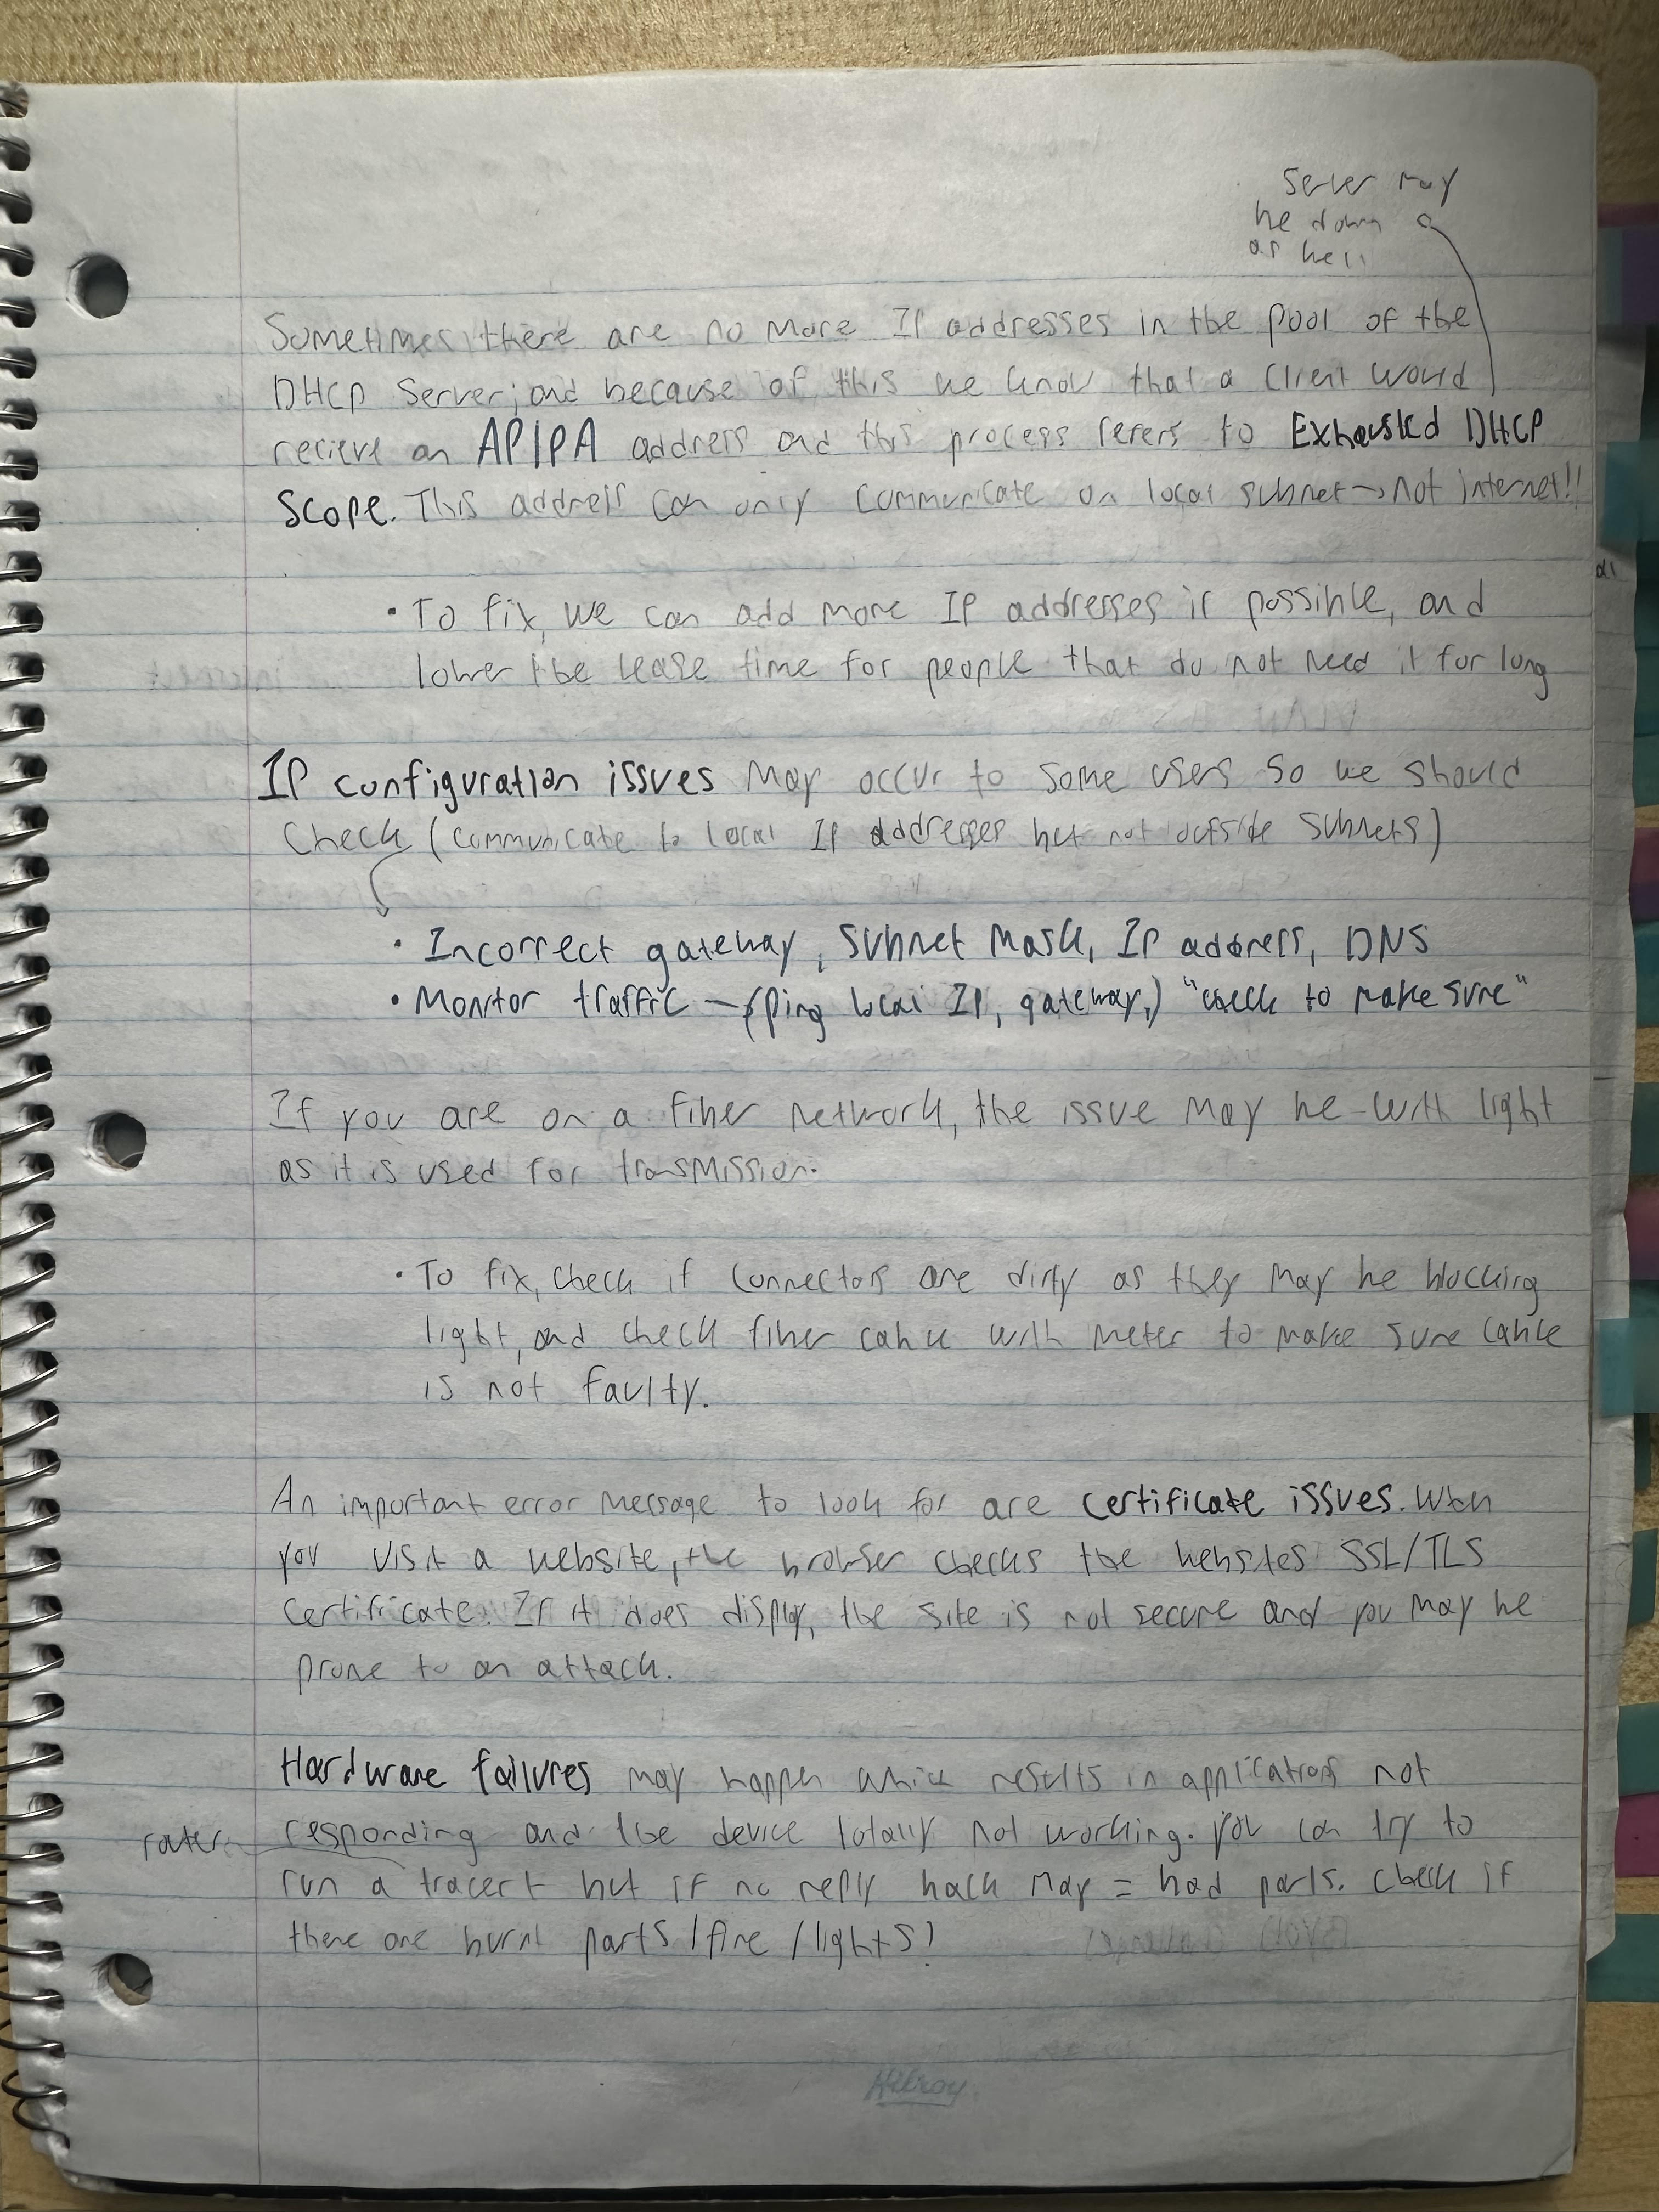 Server may
be down
as well
Sometimes there are no more IP addresses in the pool of the
DHCP Server, and because of this we know that a client would
recieve an APIPA address and this process refers to Exhausted DHCP
Scope. This address can only communicate on local subnet → not internet!!
• To fix, we can add more IP addresses if possible, and
lower the lease time for people that do not need it for long
IP configuration issues may occur to some users so we should
check (communicate to local IP addresses but not outside subnets)
• Incorrect gateway, subnet mask, IP address, DNS
• Monitor traffic → (ping local IP, gateway,) "check to make sure"
If you are on a fiber network, the issue may be with light
as it is used for transmission.
• To fix, check if connectors are dirty as they may be blocking
light, and check fiber cable with meter to make sure cable
is not faulty.
An important error message to look for are certificate issues. When
you visit a website, the browser checks the websites SSL/TLS
certificate. If it does display, the site is not secure and you may be
prone to an attack.
Hardware failures may happen which results in applications not
router responding and the device totally not working. you can try to
run a tracert but if no reply back may = bad parts. Check if
there are burnt parts/fire/lights!
Hilroy